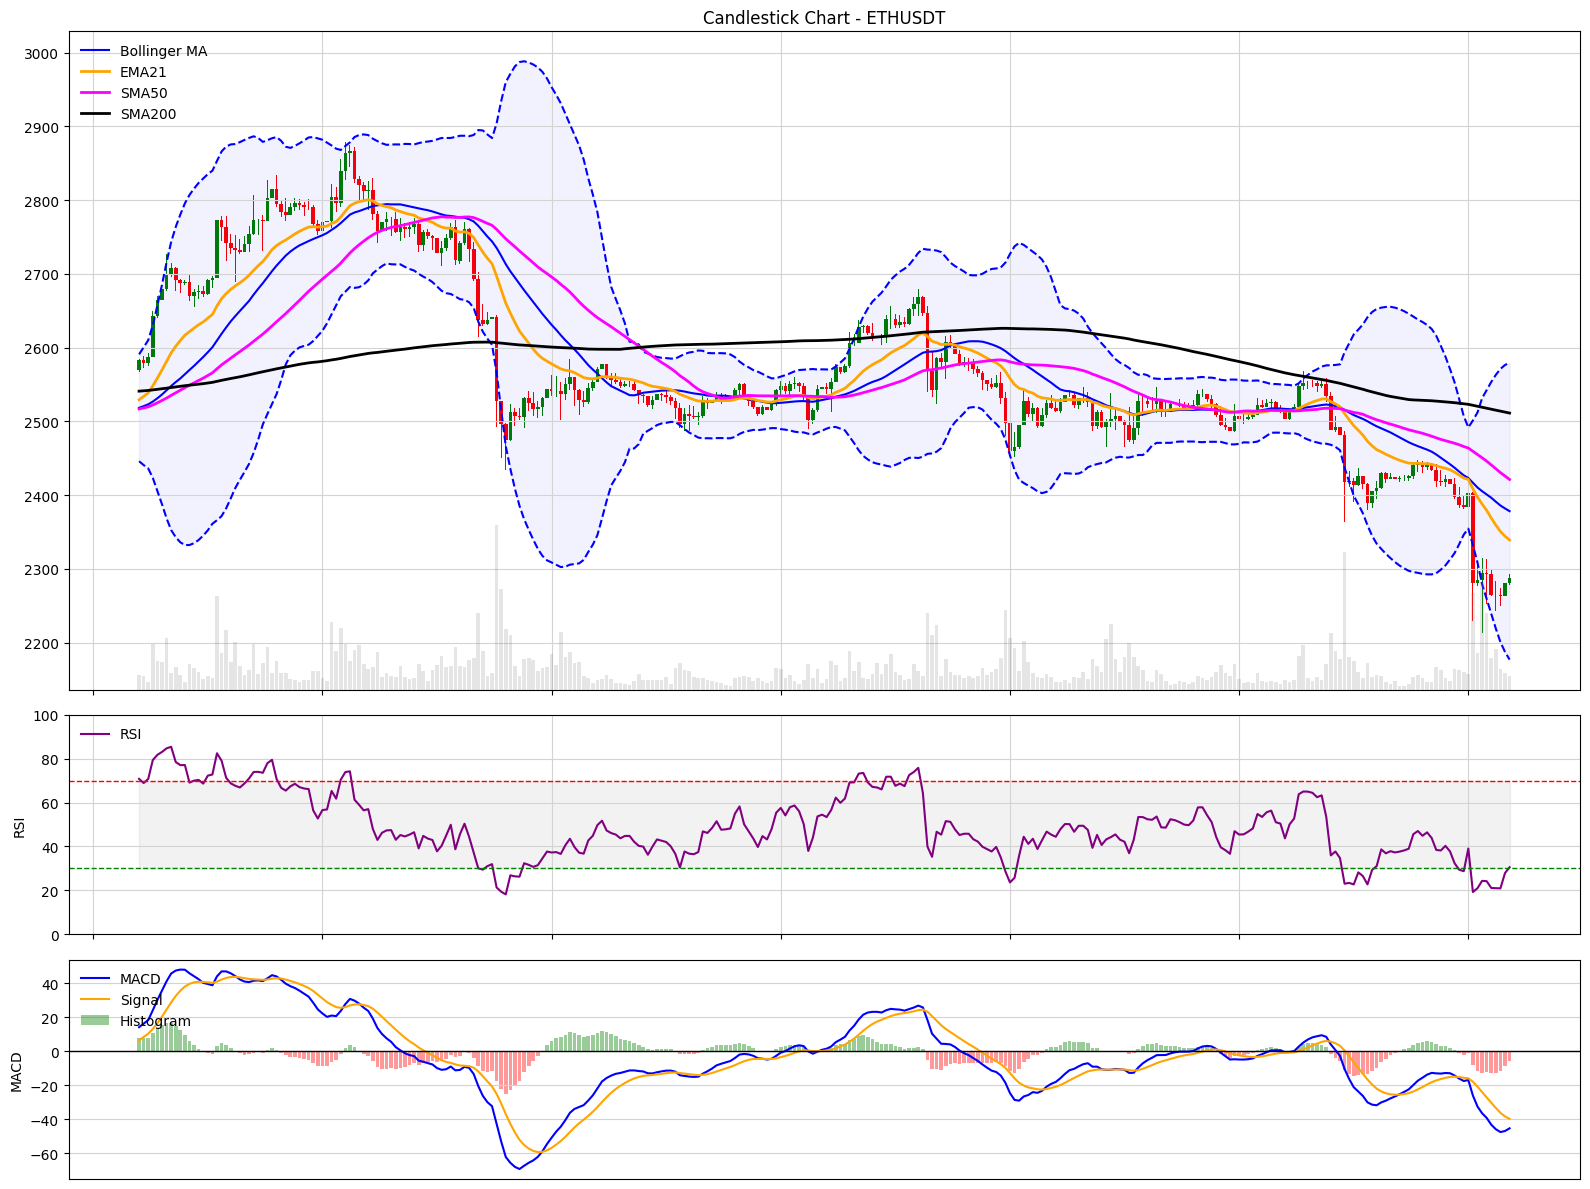 Candlestick Chart - ETHUSDT
3000
2900
2800
2700
2600
2500
2400
2300
2200
Bollinger MA
EMA21
SMA50
SMA200
100
80
60
40
20
0
RSI
RSI
40
20
0
−20
−40
−60
MACD
MACD
Signal
Histogram